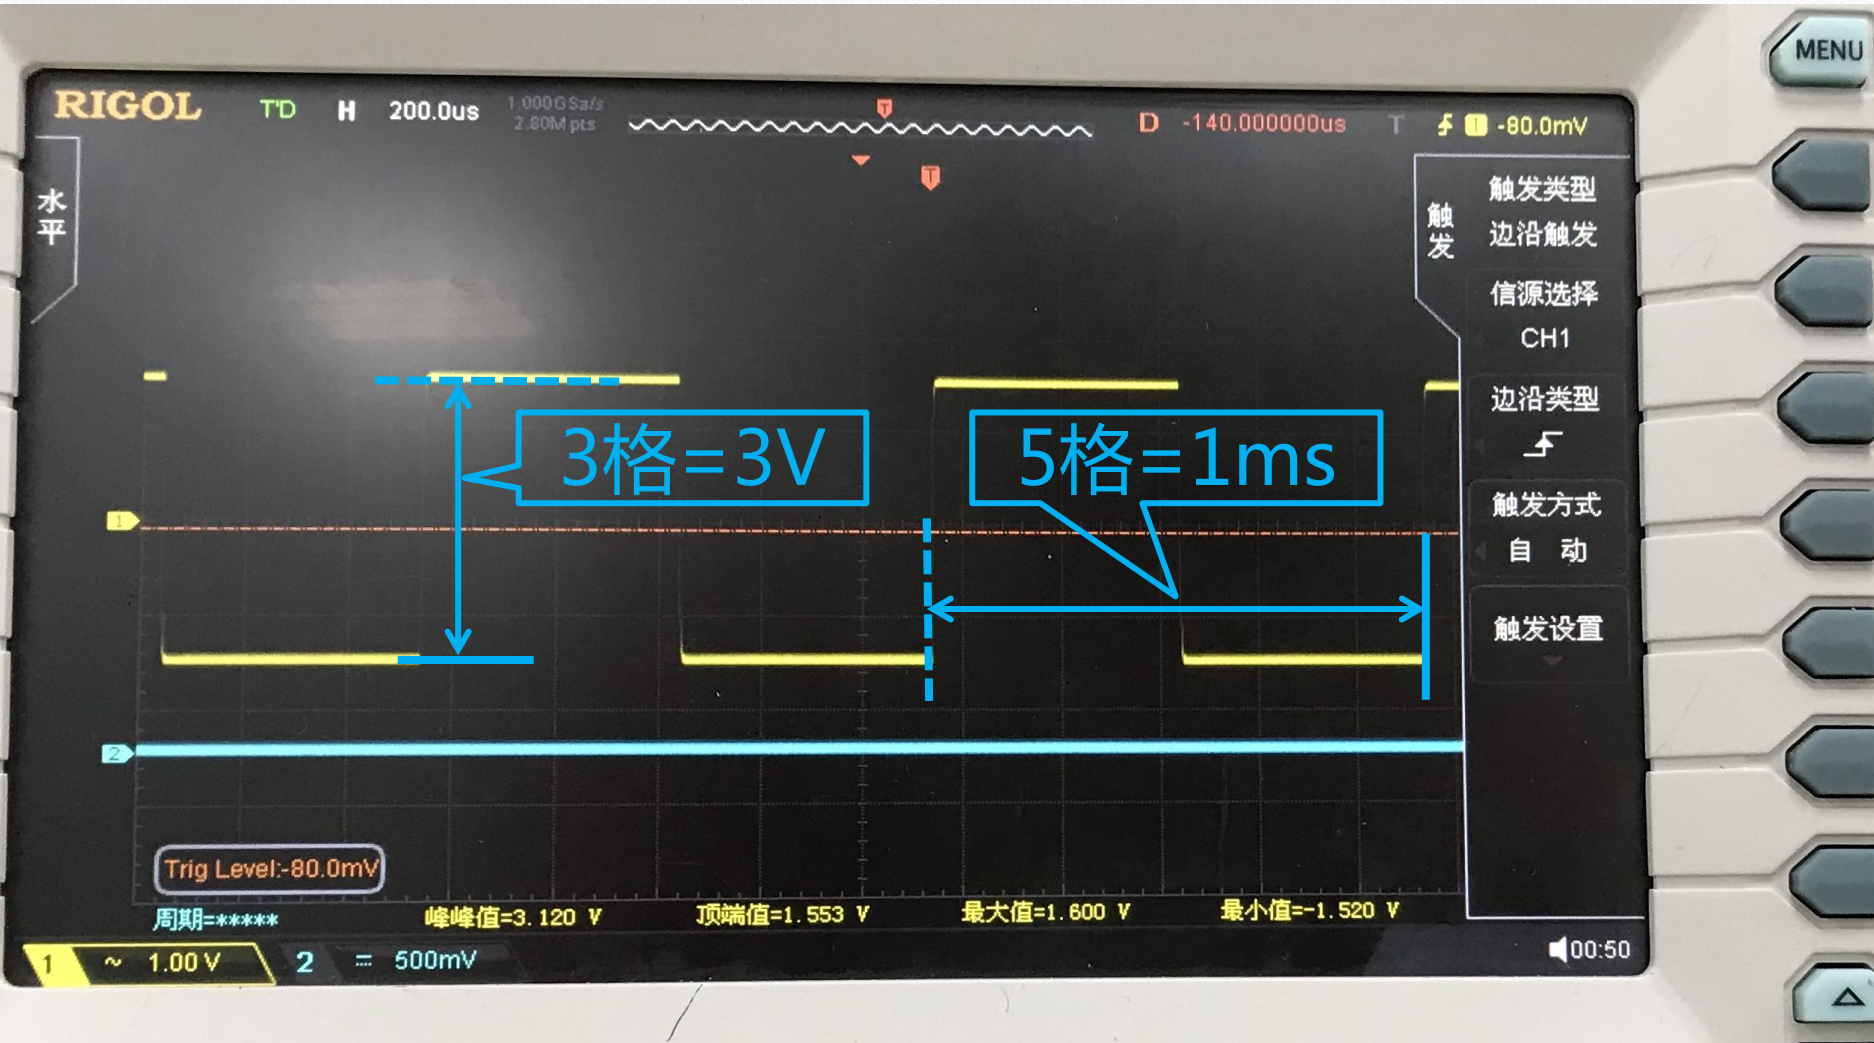 MENU
RIGOL T'D H 200.0us 1.000GSa/s
2.80M pts
T
D -140.000000us T 1 -80.0mV
T
水平
触发
触发类型
边沿触发
信源选择
CH1
边沿类型
3格=3V
5格=1ms
触发方式
1
自 动
触发设置
2
Trig Level:-80.0mV
周期=***** 峰峰值=3.120 V 顶端值=1.553 V 最大值=1.600 V 最小值=-1.520 V
1 ~ 1.00 V 2 = 500mV
00:50